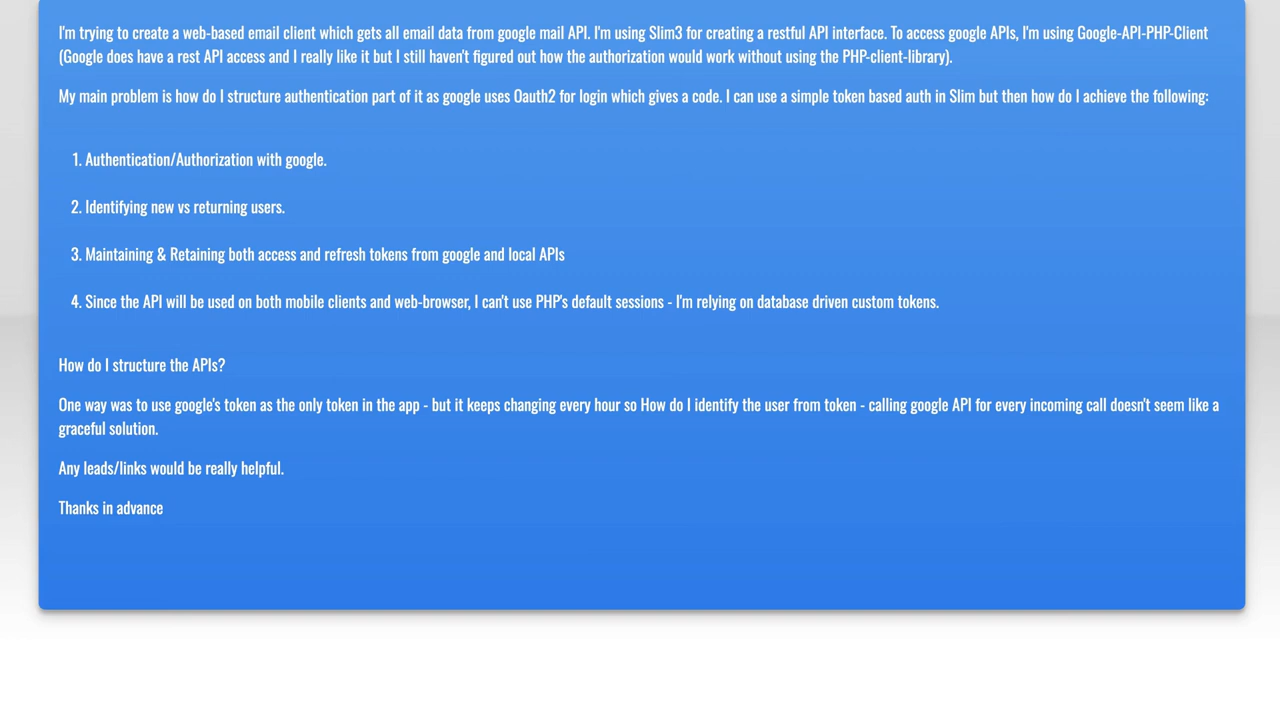 I'm trying to create a web-based email client which gets all email data from google mail API. I'm using Slim3 for creating a restful API interface. To access google APIs, I'm using Google-API-PHP-Client
(Google does have a rest API access and I really like it but I still haven't figured out how the authorization would work without using the PHP-client-library).
My main problem is how do I structure authentication part of it as google uses Oauth2 for login which gives a code. I can use a simple token based auth in Slim but then how do I achieve the following:
1. Authentication/Authorization with google.
2. Identifying new vs returning users.
3. Maintaining & Retaining both access and refresh tokens from google and local APIs
4. Since the API will be used on both mobile clients and web-browser, I can't use PHP's default sessions - I'm relying on database driven custom tokens.
How do I structure the APIs?
One way was to use google's token as the only token in the app - but it keeps changing every hour so How do I identify the user from token - calling google API for every incoming call doesn't seem like a
graceful solution.
Any leads/links would be really helpful.
Thanks in advance